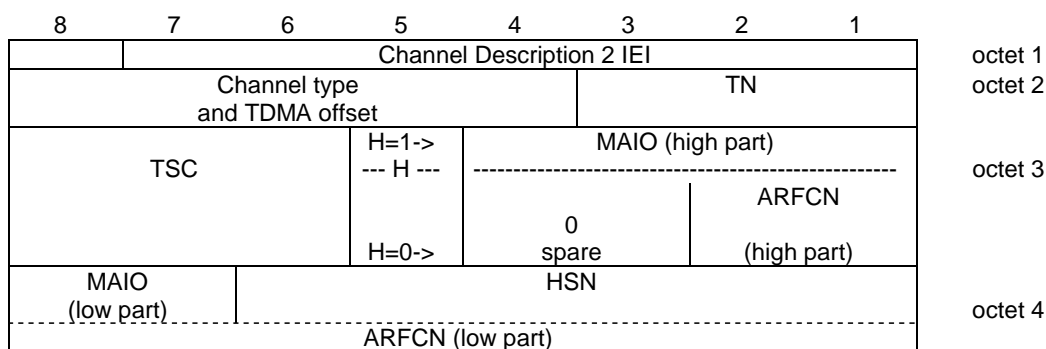 8 7 6 5 4 3 2 1
Channel Description 2 IEI octet 1
Channel type TN octet 2
and TDMA offset
H=1-> MAIO (high part)
TSC --- H --- ------------------------------------------------------ octet 3
ARFCN
0
H=0-> spare (high part)
MAIO HSN
(low part) octet 4
ARFCN (low part)